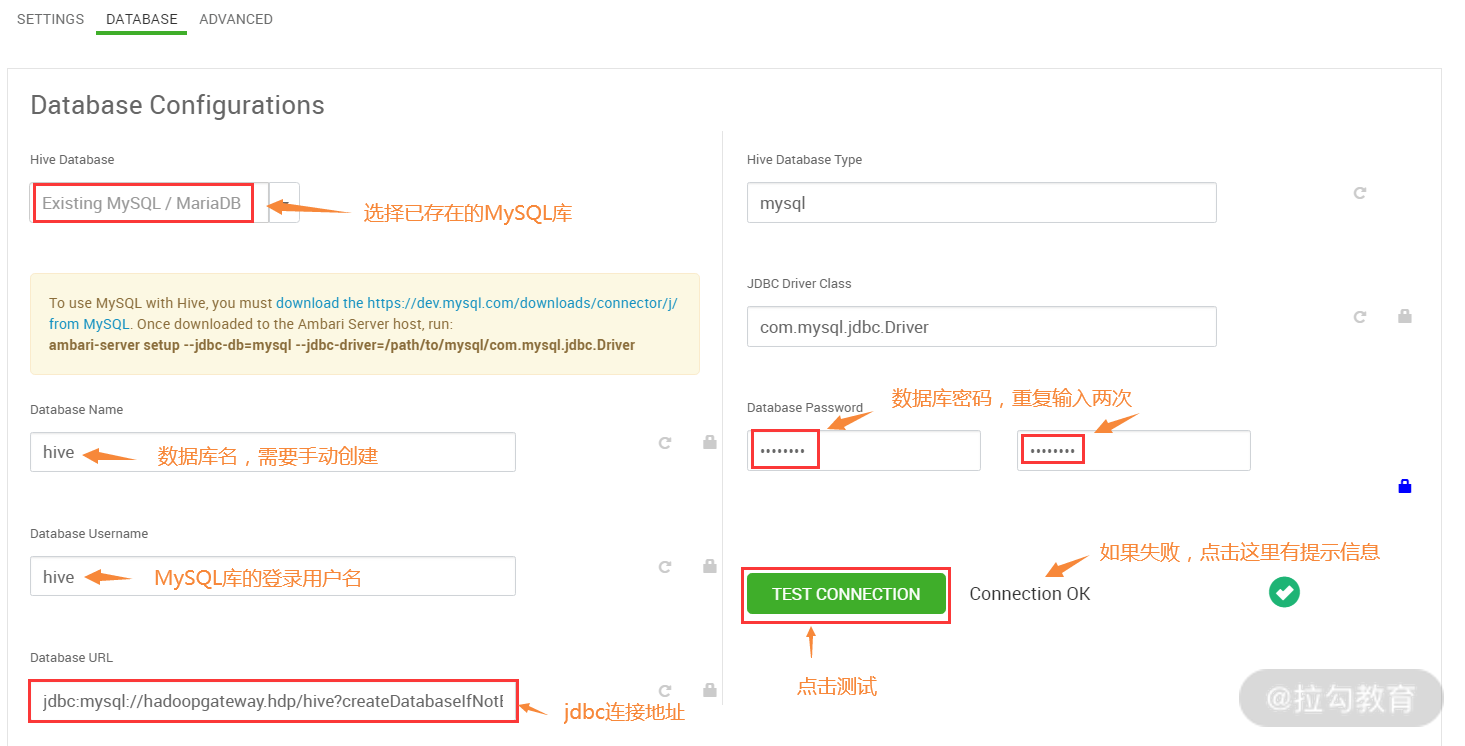 SETTINGS DATABASE ADVANCED
Database Configurations
Hive Database
Existing MySQL / MariaDB
选择已存在的MySQL库
To use MySQL with Hive, you must download the https://dev.mysql.com/downloads/connector/j/
from MySQL. Once downloaded to the Ambari Server host, run:
ambari-server setup --jdbc-db=mysql --jdbc-driver=/path/to/mysql/com.mysql.jdbc.Driver
Database Name
hive
数据库名，需要手动创建
Database Username
hive
MySQL库的登录用户名
Database URL
jdbc:mysql://hadoopgateway.hdp/hive?createDatabaseIfNotE
jdbc连接地址
Hive Database Type
mysql
JDBC Driver Class
com.mysql.jdbc.Driver
Database Password
数据库密码，重复输入两次
••••••••
••••••••
如果失败，点击这里有提示信息
TEST CONNECTION
Connection OK
点击测试
@拉勾教育